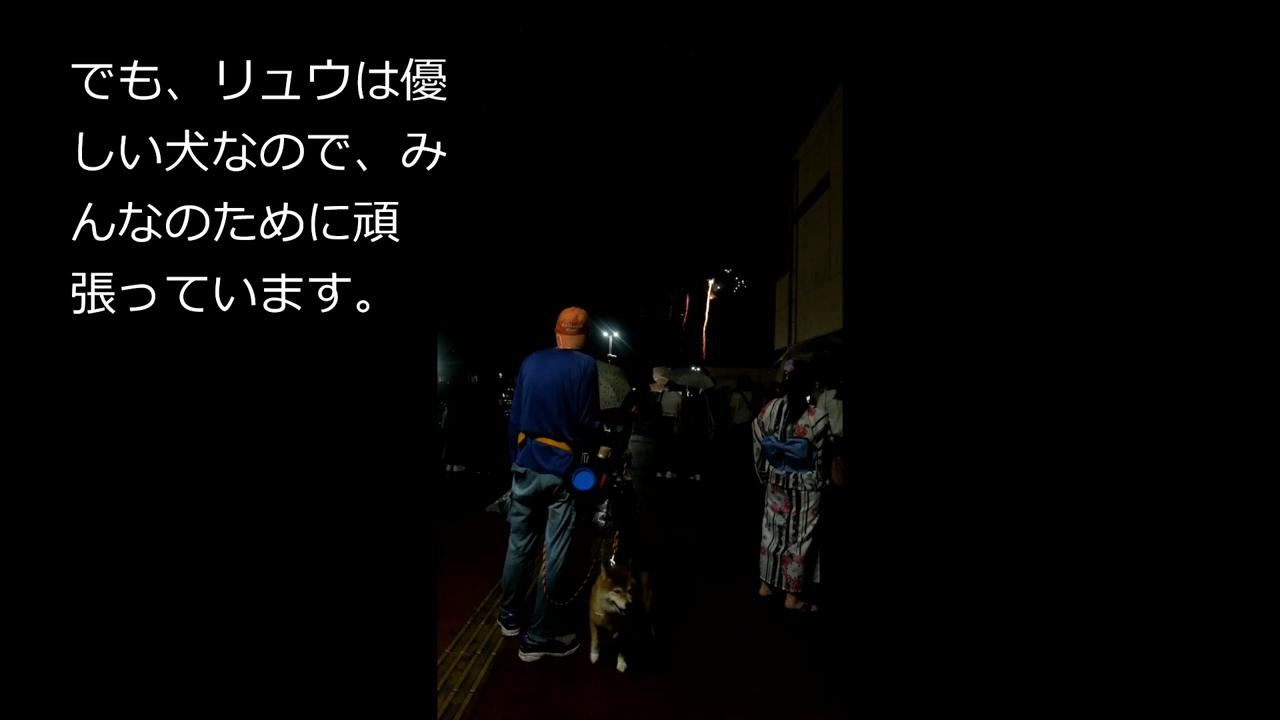 でも、リュウは優
しい犬なので、み
んなのために頑
張っています。